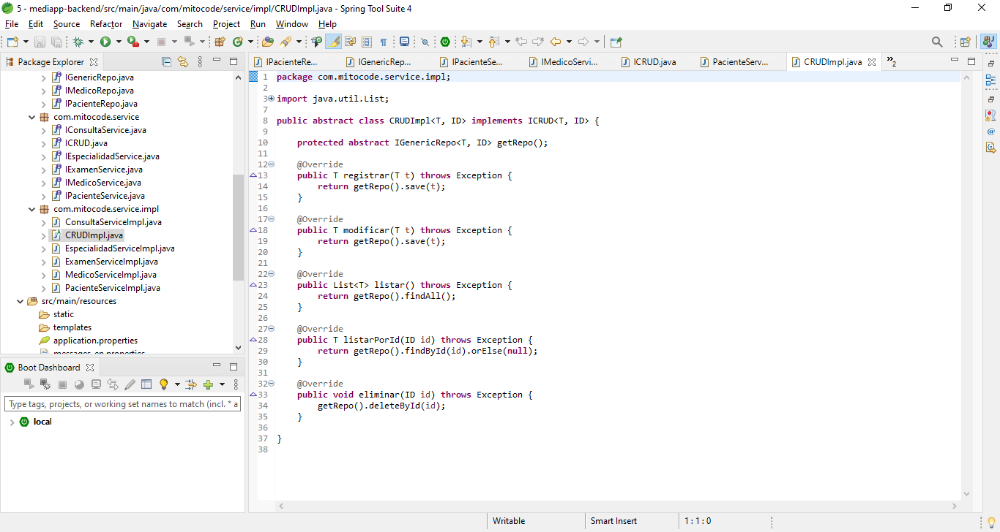 5 - mediapp-backend/src/main/java/com/mitocode/service/impl/CRUDImpl.java - Spring Tool Suite 4
File Edit Source Refactor Navigate Search Project Run Window Help
Package Explorer
IGenericRepo.java
IMedicoRepo.java
IPacienteRepo.java
com.mitocode.service
IConsultaService.java
ICRUD.java
IEspecialidadService.java
IExamenService.java
IMedicoService.java
IPacienteService.java
com.mitocode.service.impl
ConsultaServiceImpl.java
CRUDImpl.java
EspecialidadServiceImpl.java
ExamenServiceImpl.java
MedicoServiceImpl.java
PacienteServiceImpl.java
src/main/resources
static
templates
application.properties
messages_en.properties
Boot Dashboard
Type tags, projects, or working set names to match (incl. * a
local
IPacienteRe... IGenericRep... IPacienteSe... IMedicoServi... ICRUD.java PacienteServ... CRUDImpl.java »2
1 package com.mitocode.service.impl;
2
3 import java.util.List;
7
8 public abstract class CRUDImpl<T, ID> implements ICRUD<T, ID> {
9
10 protected abstract IGenericRepo<T, ID> getRepo();
11
12 @Override
13 public T registrar(T t) throws Exception {
14 return getRepo().save(t);
15 }
16
17 @Override
18 public T modificar(T t) throws Exception {
19 return getRepo().save(t);
20 }
21
22 @Override
23 public List<T> listar() throws Exception {
24 return getRepo().findAll();
25 }
26
27 @Override
28 public T listarPorId(ID id) throws Exception {
29 return getRepo().findById(id).orElse(null);
30 }
31
32 @Override
33 public void eliminar(ID id) throws Exception {
34 getRepo().deleteById(id);
35 }
36
37 }
38
Writable Smart Insert 1 : 1 : 0